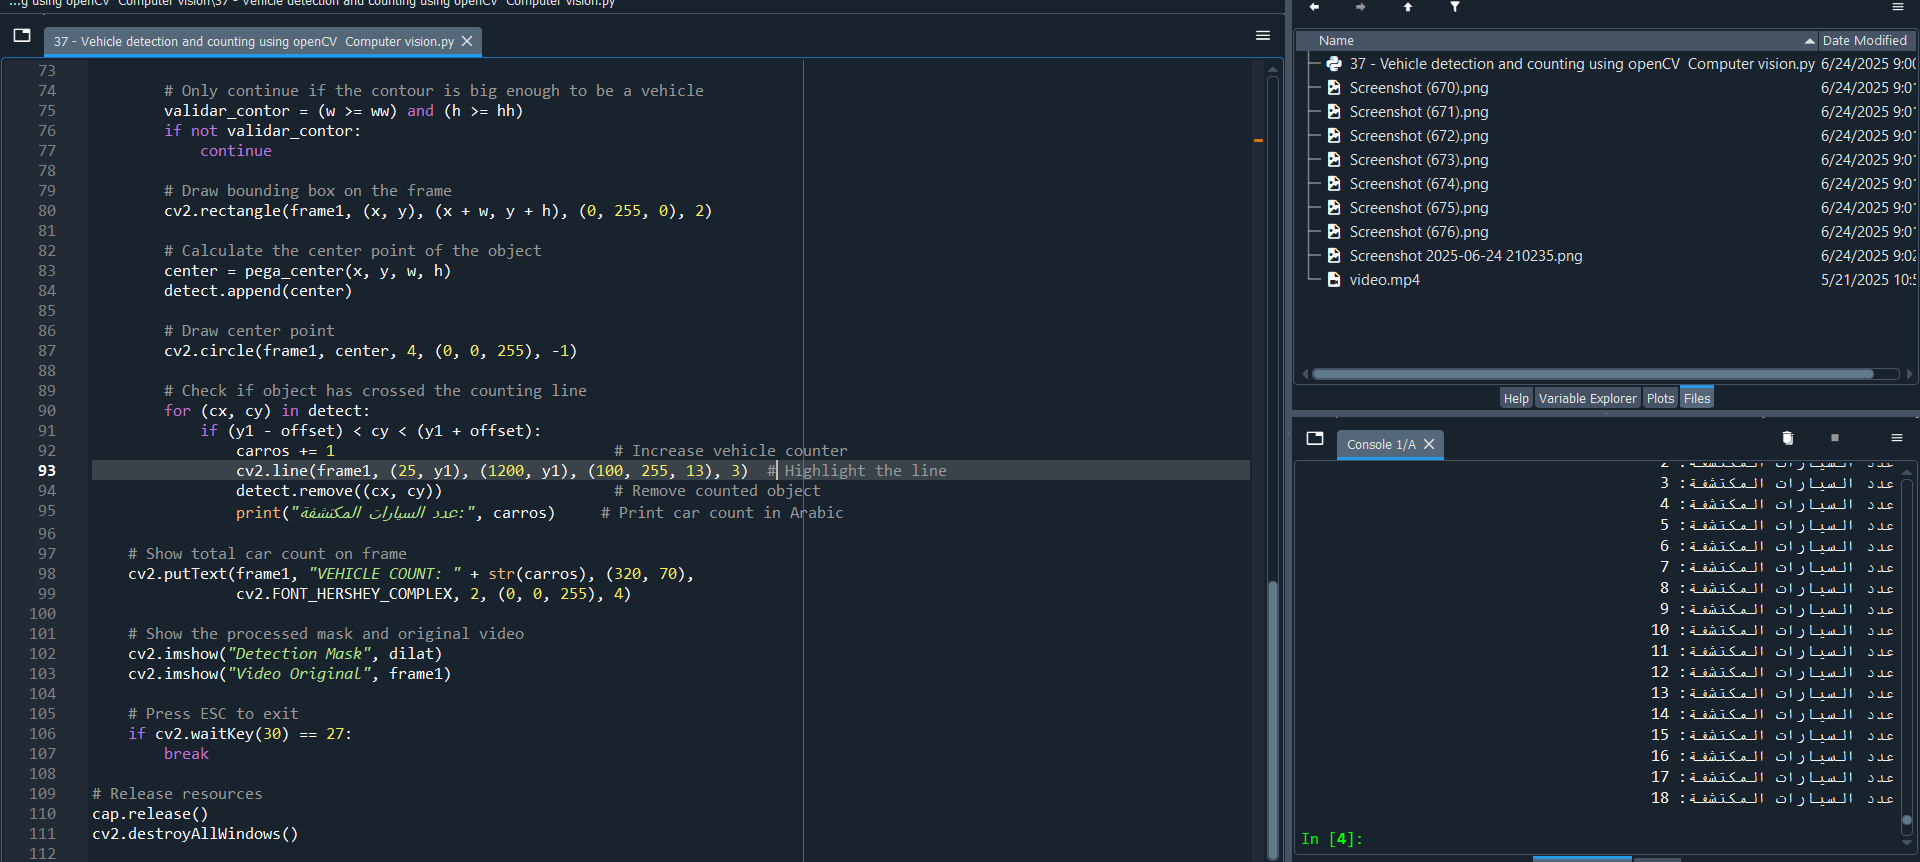 ...g using openCV  Computer vision\37 - Vehicle detection and counting using openCV  Computer vision.py
37 - Vehicle detection and counting using openCV  Computer vision.py
73
74         # Only continue if the contour is big enough to be a vehicle
75         validar_contor = (w >= ww) and (h >= hh)
76         if not validar_contor:
77             continue
78
79         # Draw bounding box on the frame
80         cv2.rectangle(frame1, (x, y), (x + w, y + h), (0, 255, 0), 2)
81
82         # Calculate the center point of the object
83         center = pega_center(x, y, w, h)
84         detect.append(center)
85
86         # Draw center point
87         cv2.circle(frame1, center, 4, (0, 0, 255), -1)
88
89         # Check if object has crossed the counting line
90         for (cx, cy) in detect:
91             if (y1 - offset) < cy < (y1 + offset):
92                 carros += 1                               # Increase vehicle counter
93                 cv2.line(frame1, (25, y1), (1200, y1), (100, 255, 13), 3)  # Highlight the line
94                 detect.remove((cx, cy))                   # Remove counted object
95                 print("عدد السيارات المكتشفة:", carros)     # Print car count in Arabic
96
97     # Show total car count on frame
98     cv2.putText(frame1, "VEHICLE COUNT: " + str(carros), (320, 70),
99                 cv2.FONT_HERSHEY_COMPLEX, 2, (0, 0, 255), 4)
100
101     # Show the processed mask and original video
102     cv2.imshow("Detection Mask", dilat)
103     cv2.imshow("Video Original", frame1)
104
105     # Press ESC to exit
106     if cv2.waitKey(30) == 27:
107         break
108
109 # Release resources
110 cap.release()
111 cv2.destroyAllWindows()
112
Name Date Modified
37 - Vehicle detection and counting using openCV  Computer vision.py 6/24/2025 9:00
Screenshot (670).png 6/24/2025 9:01
Screenshot (671).png 6/24/2025 9:01
Screenshot (672).png 6/24/2025 9:01
Screenshot (673).png 6/24/2025 9:01
Screenshot (674).png 6/24/2025 9:01
Screenshot (675).png 6/24/2025 9:01
Screenshot (676).png 6/24/2025 9:01
Screenshot 2025-06-24 210235.png 6/24/2025 9:02
video.mp4 5/21/2025 10:5
Help Variable Explorer Plots Files
Console 1/A
عدد السيارات المكتشفة: 2
عدد السيارات المكتشفة: 3
عدد السيارات المكتشفة: 4
عدد السيارات المكتشفة: 5
عدد السيارات المكتشفة: 6
عدد السيارات المكتشفة: 7
عدد السيارات المكتشفة: 8
عدد السيارات المكتشفة: 9
عدد السيارات المكتشفة: 10
عدد السيارات المكتشفة: 11
عدد السيارات المكتشفة: 12
عدد السيارات المكتشفة: 13
عدد السيارات المكتشفة: 14
عدد السيارات المكتشفة: 15
عدد السيارات المكتشفة: 16
عدد السيارات المكتشفة: 17
عدد السيارات المكتشفة: 18
In [4]: